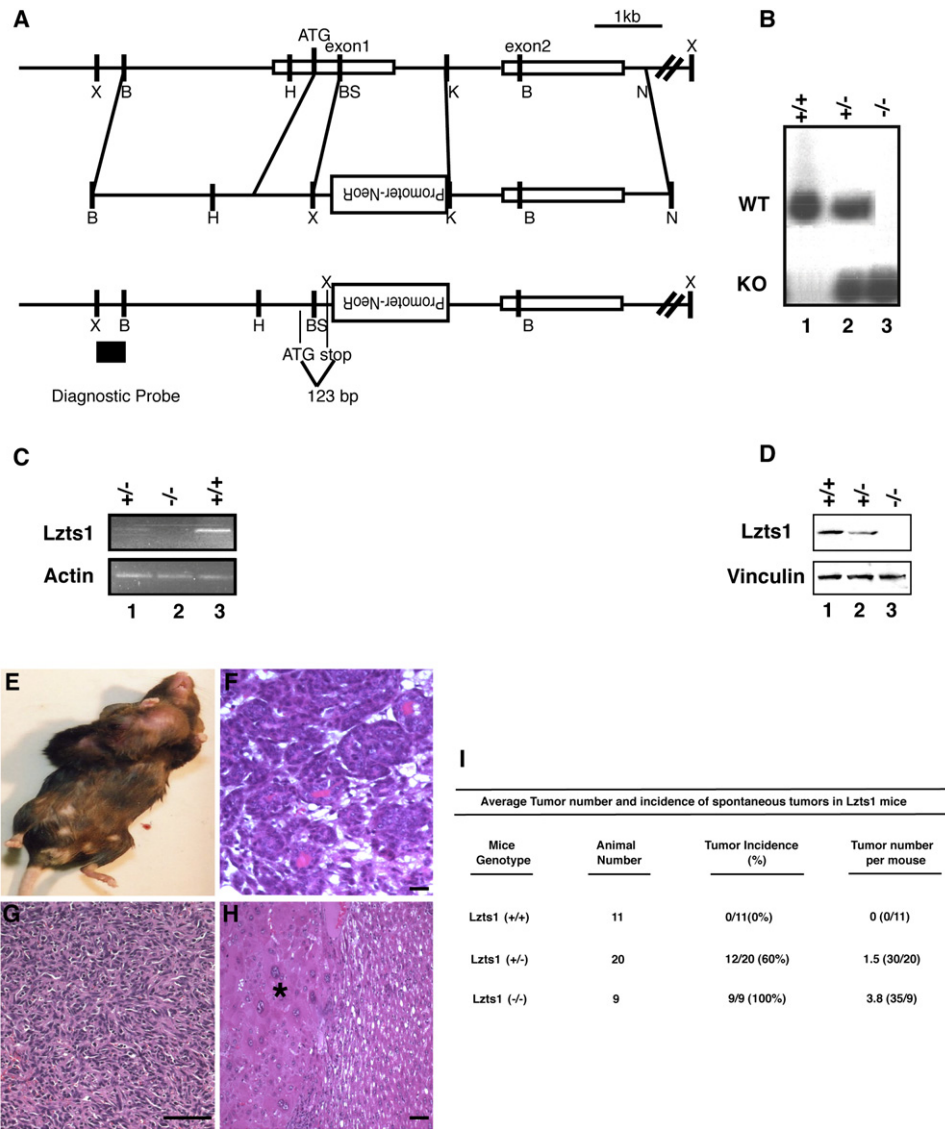 A
1kb
ATG
exon1
exon2
X
X B H BS K B N
Promoter-NeoR
B H X K B N
X
Promoter-NeoR
X
X B H BS B
ATG stop
Diagnostic Probe
123 bp
B
+/+ +/- -/-
WT
KO
1 2 3
C
+/- -/- +/+
Lzts1
Actin
1 2 3
D
+/+ +/- -/-
Lzts1
Vinculin
1 2 3
E
F
G
H
*
I
Average Tumor number and incidence of spontaneous tumors in Lzts1 mice
Mice Genotype
Animal Number
Tumor Incidence (%)
Tumor number per mouse
Lzts1 (+/+) 11 0/11(0%) 0 (0/11)
Lzts1 (+/-) 20 12/20 (60%) 1.5 (30/20)
Lzts1 (-/-) 9 9/9 (100%) 3.8 (35/9)